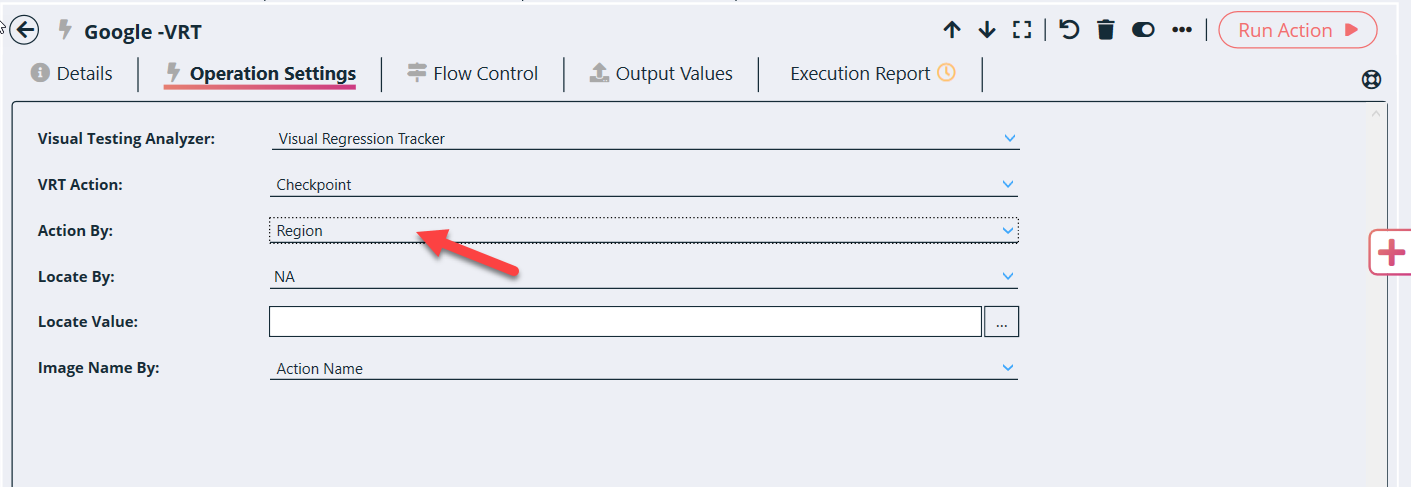 Google -VRT
Run Action
Details
Operation Settings
Flow Control
Output Values
Execution Report
Visual Testing Analyzer:
Visual Regression Tracker
VRT Action:
Checkpoint
Action By:
Region
Locate By:
NA
Locate Value:
...
Image Name By:
Action Name